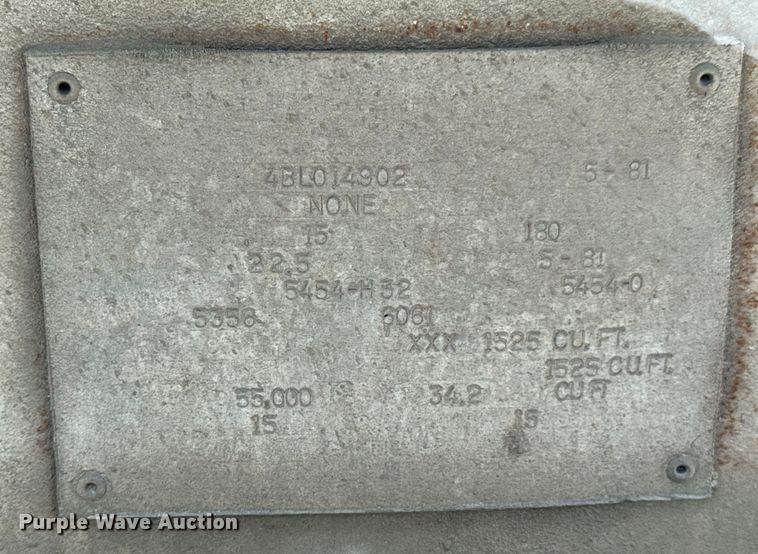 4BL014902 5-81
NONE
15 180
22.5 5-81
5454-H32 5454-O
5356 6061
XXX 1525 CU. FT.
1525 CU.FT.
55,000 34.2 CU FT
15 15
Purple Wave Auction